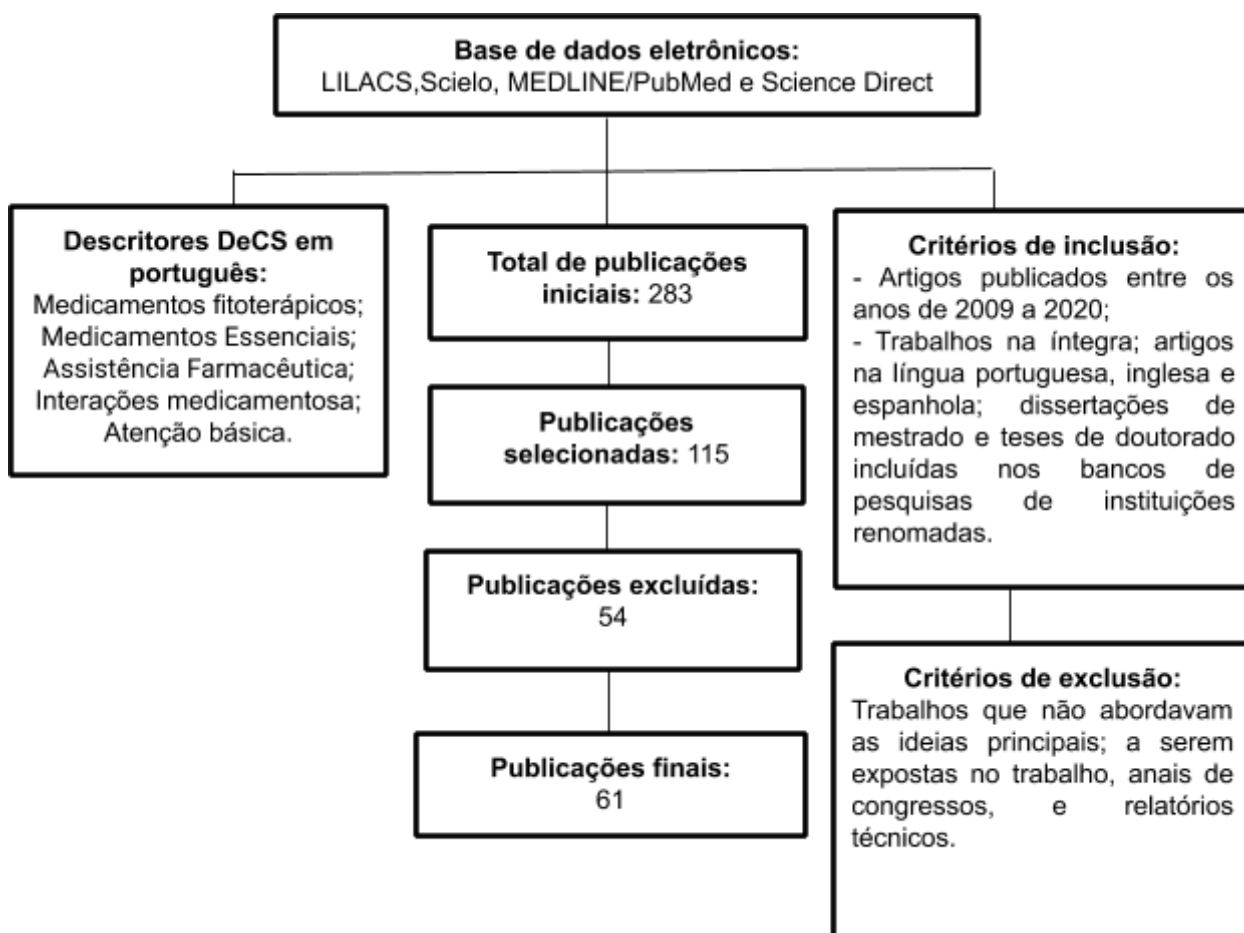 Base de dados eletrônicos:
LILACS,Scielo, MEDLINE/PubMed e Science Direct
Descritores DeCS em
português:
Medicamentos fitoterápicos;
Medicamentos Essenciais;
Assistência Farmacêutica;
Interações medicamentosa;
Atenção básica.
Total de publicações
iniciais: 283
Publicações
selecionadas: 115
Publicações excluídas:
54
Publicações finais:
61
Critérios de inclusão:
- Artigos publicados entre os
anos de 2009 a 2020;
- Trabalhos na íntegra; artigos
na língua portuguesa, inglesa e
espanhola; dissertações de
mestrado e teses de doutorado
incluídas nos bancos de
pesquisas de instituições
renomadas.
Critérios de exclusão:
Trabalhos que não abordavam
as ideias principais; a serem
expostas no trabalho, anais de
congressos, e relatórios
técnicos.